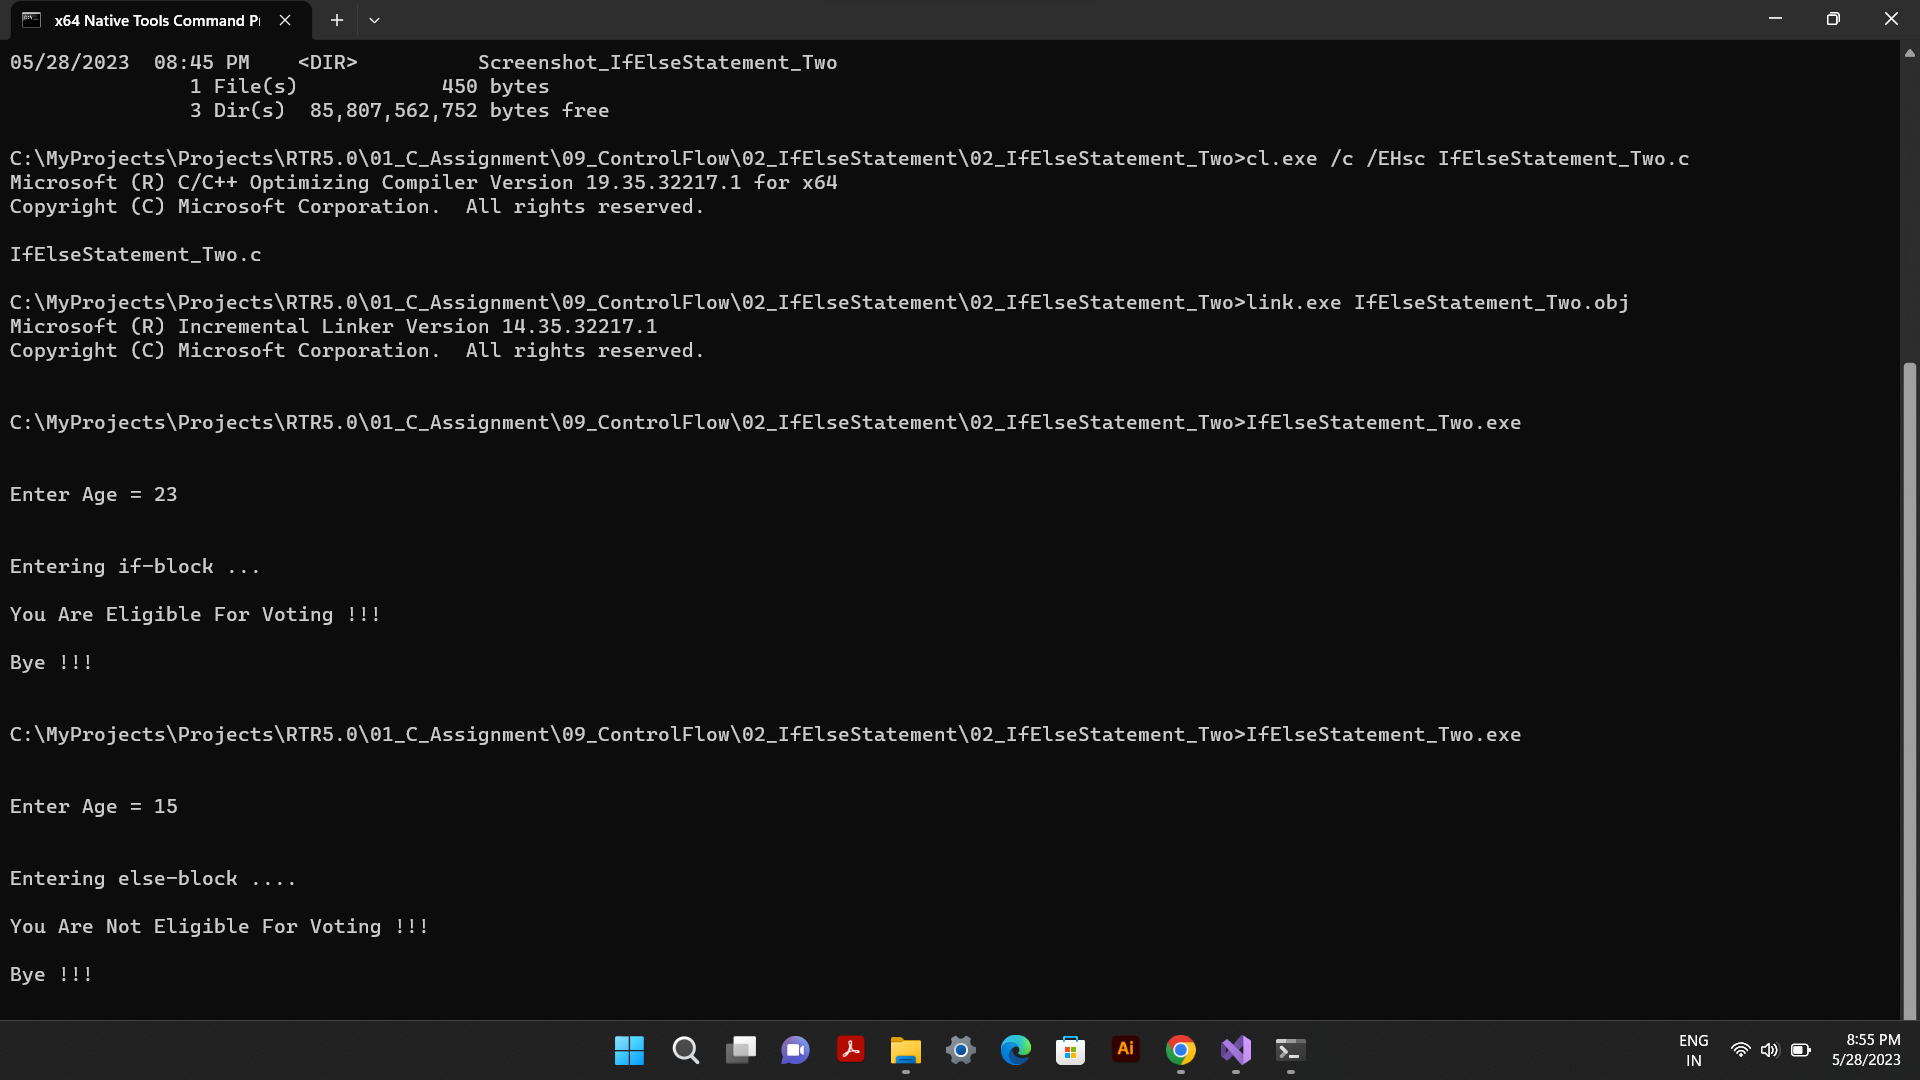 x64 Native Tools Command P
05/28/2023  08:45 PM    <DIR>          Screenshot_IfElseStatement_Two
               1 File(s)            450 bytes
               3 Dir(s)  85,807,562,752 bytes free
C:\MyProjects\Projects\RTR5.0\01_C_Assignment\09_ControlFlow\02_IfElseStatement\02_IfElseStatement_Two>cl.exe /c /EHsc IfElseStatement_Two.c
Microsoft (R) C/C++ Optimizing Compiler Version 19.35.32217.1 for x64
Copyright (C) Microsoft Corporation.  All rights reserved.
IfElseStatement_Two.c
C:\MyProjects\Projects\RTR5.0\01_C_Assignment\09_ControlFlow\02_IfElseStatement\02_IfElseStatement_Two>link.exe IfElseStatement_Two.obj
Microsoft (R) Incremental Linker Version 14.35.32217.1
Copyright (C) Microsoft Corporation.  All rights reserved.
C:\MyProjects\Projects\RTR5.0\01_C_Assignment\09_ControlFlow\02_IfElseStatement\02_IfElseStatement_Two>IfElseStatement_Two.exe
Enter Age = 23
Entering if-block ...
You Are Eligible For Voting !!!
Bye !!!
C:\MyProjects\Projects\RTR5.0\01_C_Assignment\09_ControlFlow\02_IfElseStatement\02_IfElseStatement_Two>IfElseStatement_Two.exe
Enter Age = 15
Entering else-block ....
You Are Not Eligible For Voting !!!
Bye !!!
Ai
ENG
IN
8:55 PM
5/28/2023